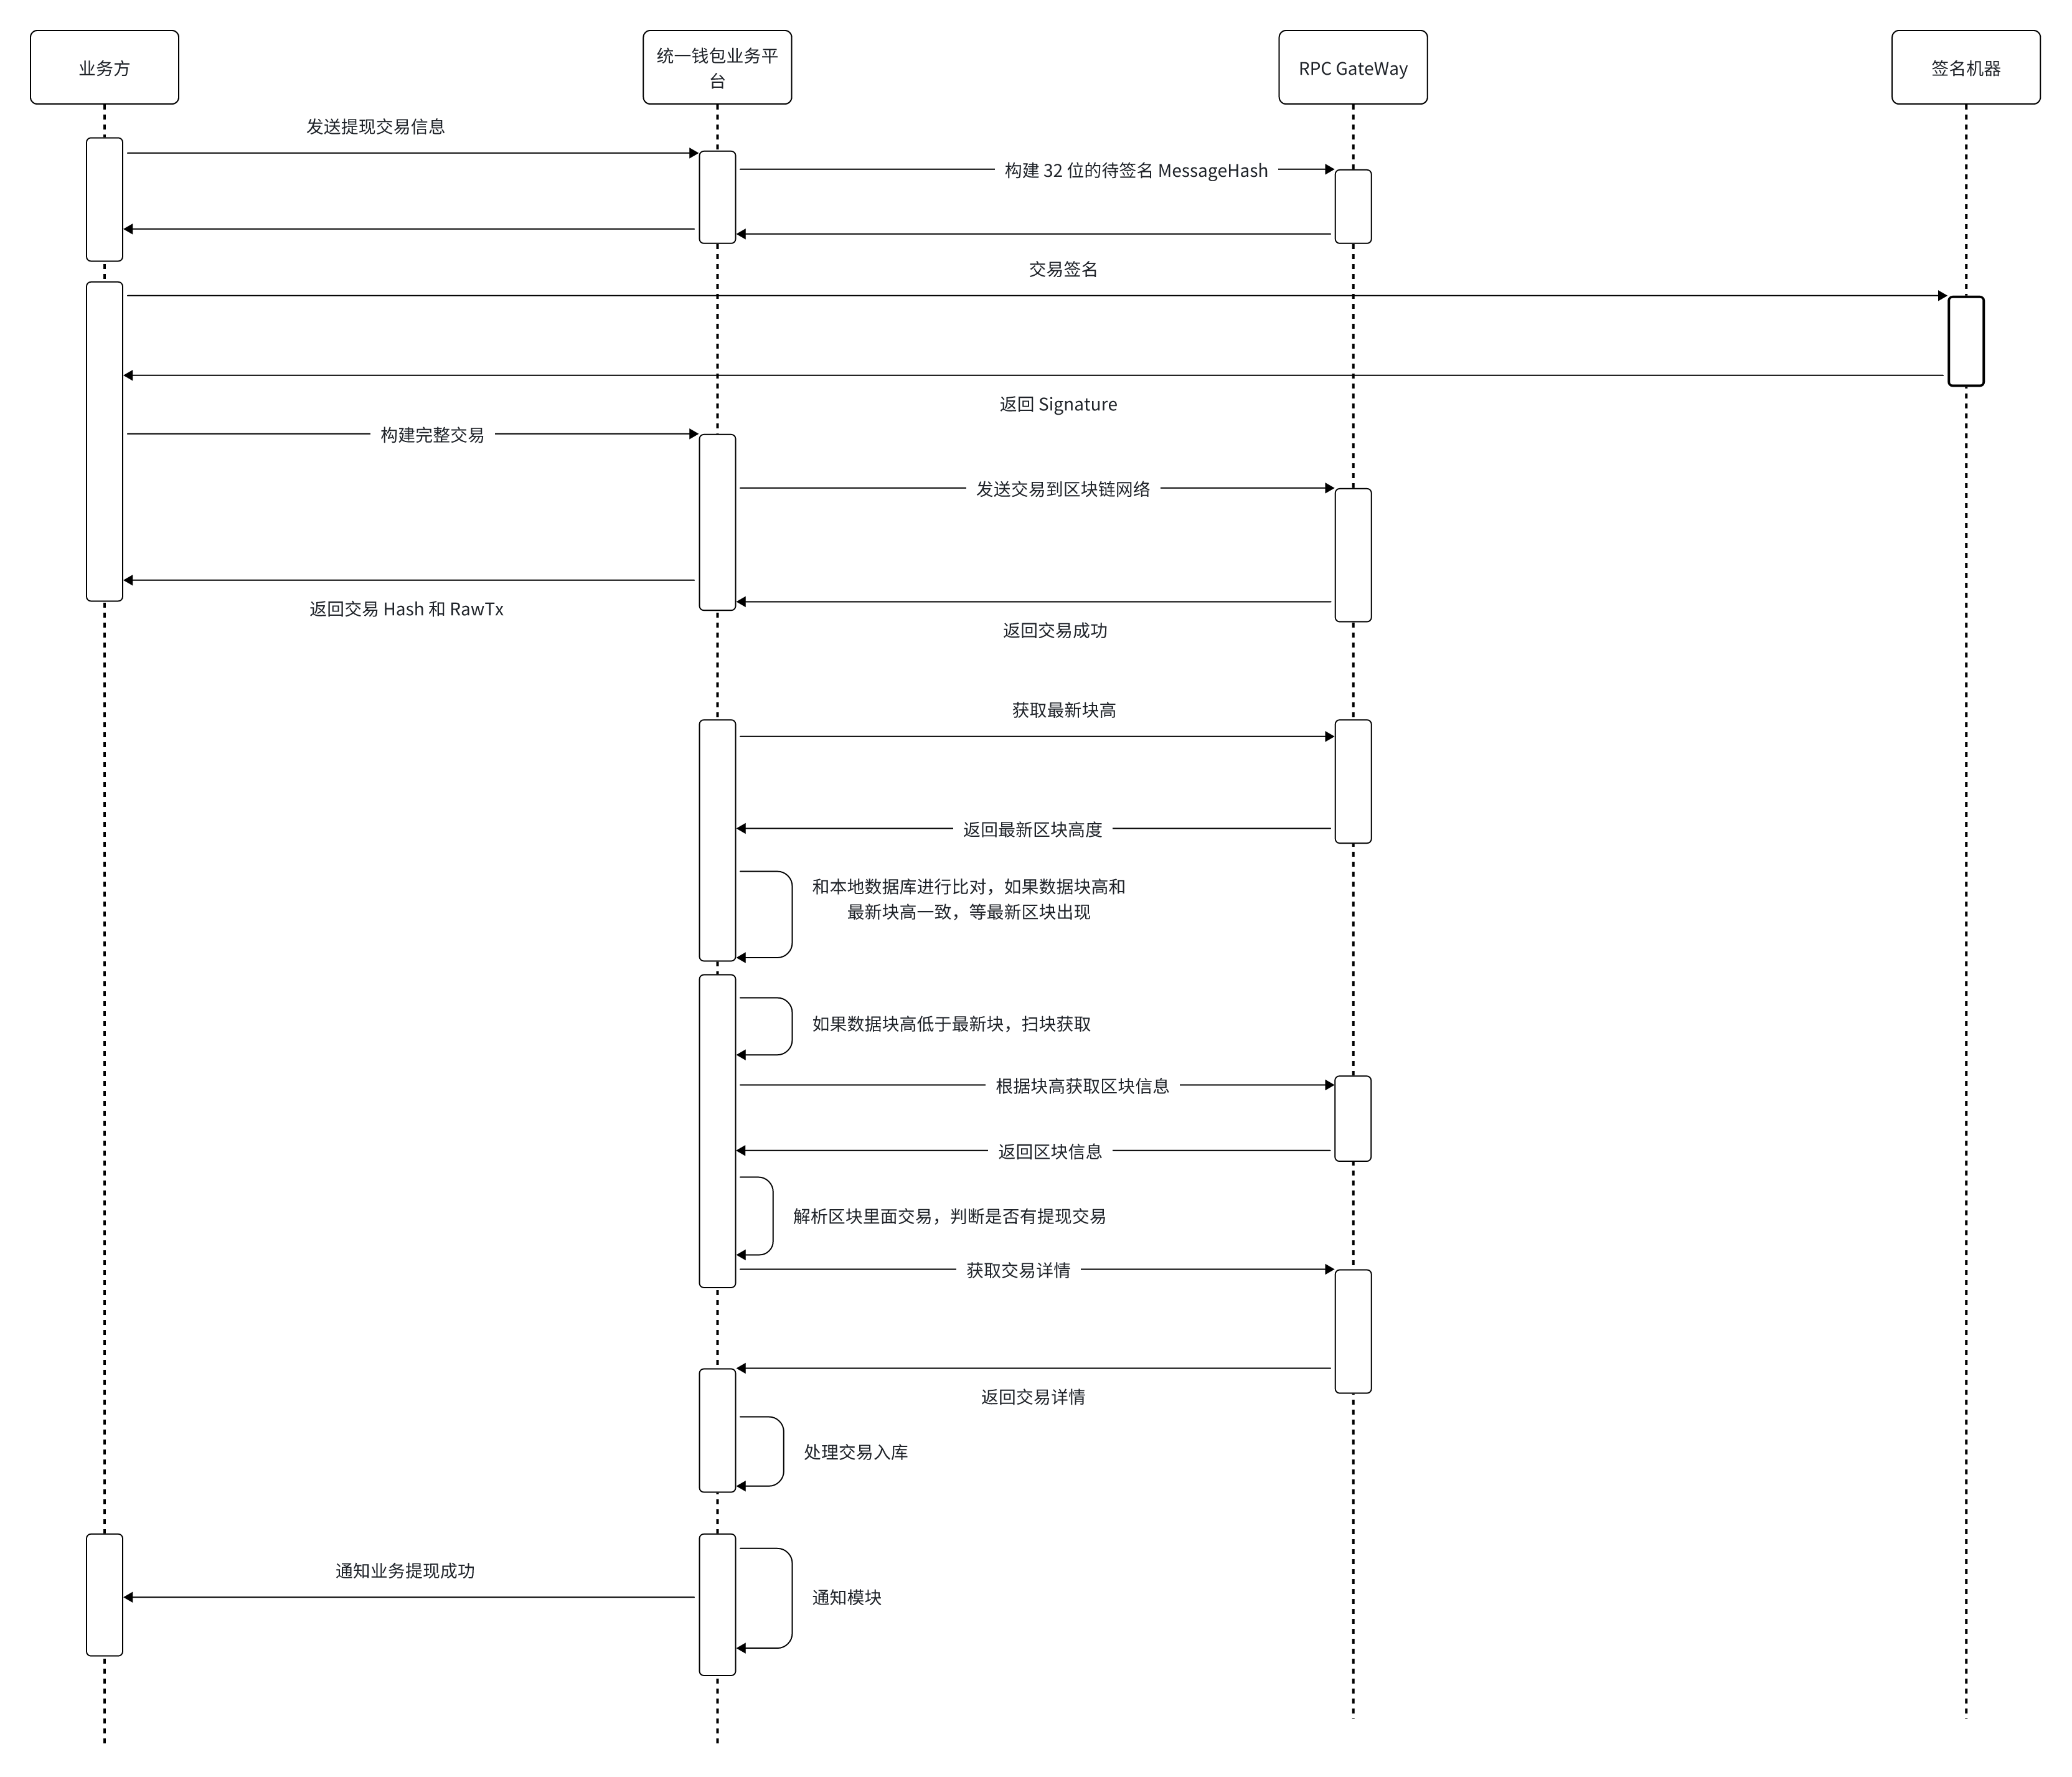 业务方
统一钱包业务平
台
RPC GateWay
签名机器
发送提现交易信息
构建 32 位的待签名 MessageHash
交易签名
返回 Signature
构建完整交易
发送交易到区块链网络
返回交易 Hash 和 RawTx
返回交易成功
获取最新块高
返回最新区块高度
和本地数据库进行比对，如果数据块高和
最新块高一致，等最新区块出现
如果数据块高低于最新块，扫块获取
根据块高获取区块信息
返回区块信息
解析区块里面交易，判断是否有提现交易
获取交易详情
返回交易详情
处理交易入库
通知业务提现成功
通知模块